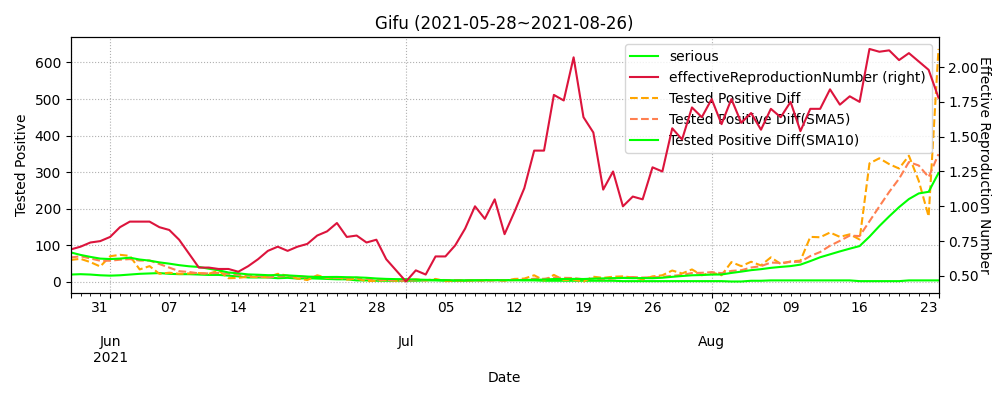 Gifu (2021-05-28~2021-08-26)
serious
effectiveReproductionNumber (right)
Tested Positive Diff
Tested Positive Diff(SMA5)
Tested Positive Diff(SMA10)
Tested Positive
600
500
400
300
200
100
0
2.00
1.75
1.50
1.25
1.00
0.75
0.50
Effective Reproduction Number
31 07 14 21 28 05 12 19 26 02 09 16 23
Jun Jul Aug
2021
Date